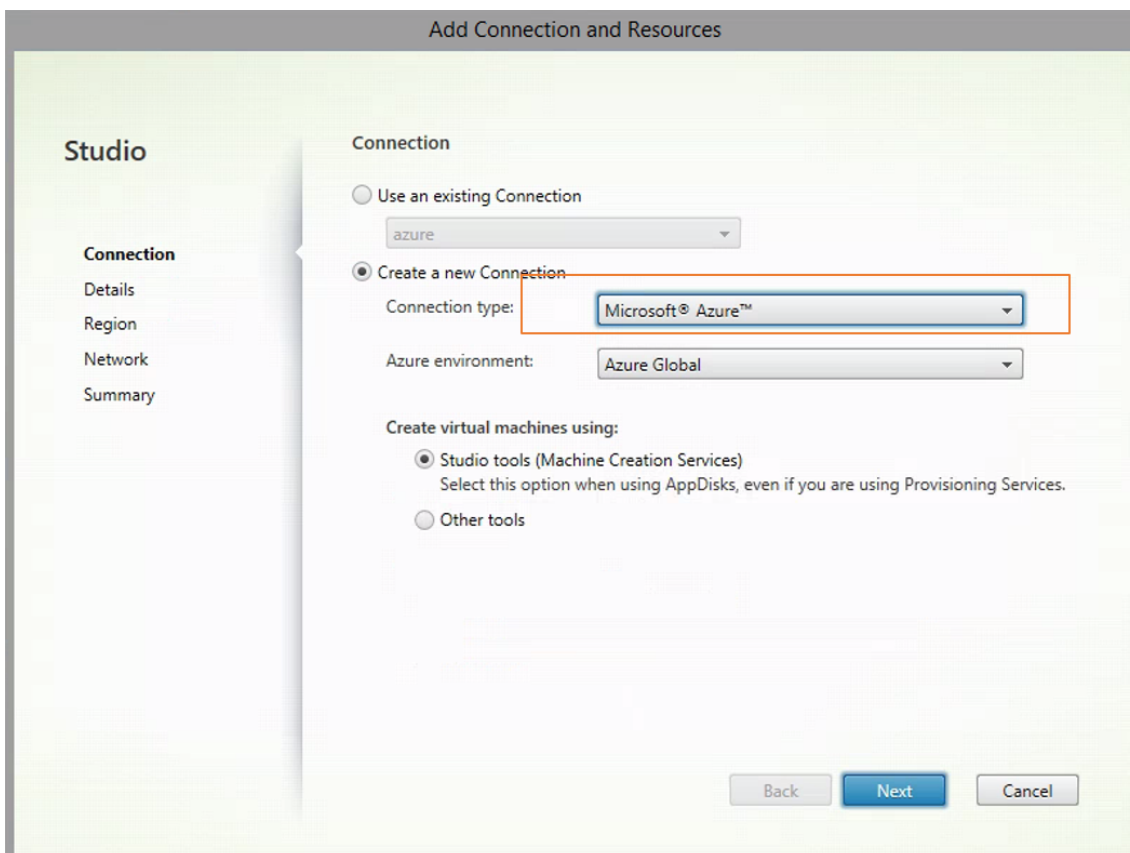 Add Connection and Resources
Studio
Connection
Details
Region
Network
Summary
Connection
Use an existing Connection
azure
Create a new Connection
Connection type:
Microsoft® Azure™
Azure environment:
Azure Global
Create virtual machines using:
Studio tools (Machine Creation Services)
Select this option when using AppDisks, even if you are using Provisioning Services.
Other tools
Back
Next
Cancel